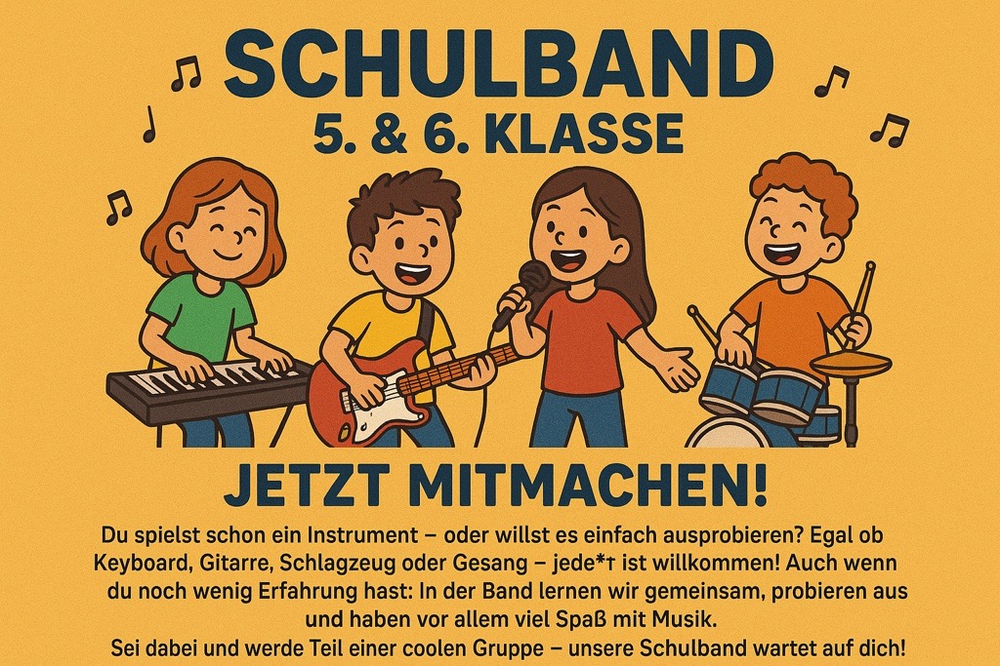 SCHULBAND
5. & 6. KLASSE
JETZT MITMACHEN!
Du spielst schon ein Instrument – oder willst es einfach ausprobieren? Egal ob
Keyboard, Gitarre, Schlagzeug oder Gesang – jede*r ist willkommen! Auch wenn
du noch wenig Erfahrung hast: In der Band lernen wir gemeinsam, probieren aus
und haben vor allem viel Spaß mit Musik.
Sei dabei und werde Teil einer coolen Gruppe – unsere Schulband wartet auf dich!